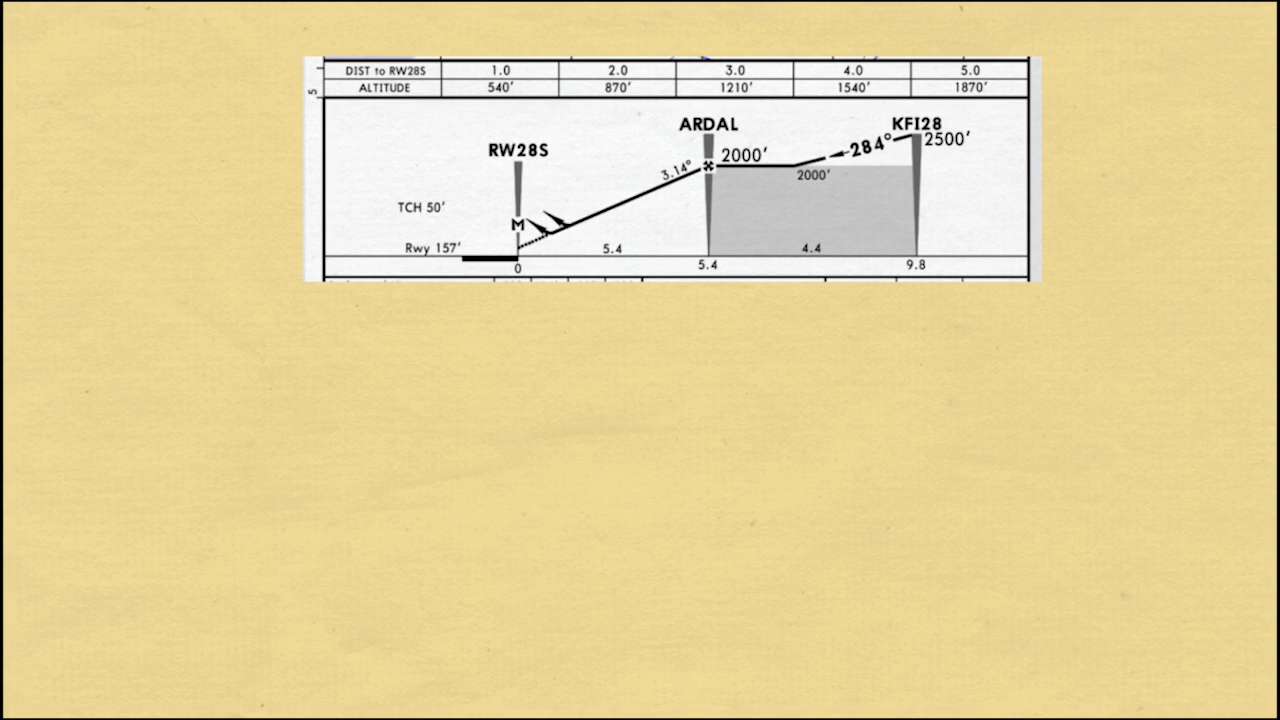 DIST to RW28S 1.0 2.0 3.0 4.0 5.0
ALTITUDE 540' 870' 1210' 1540' 1870'
5
ARDAL KFI28
RW28S 2000' 284° 2500'
3.14° 2000'
TCH 50' M
Rwy 157' 5.4 4.4
0 5.4 9.8